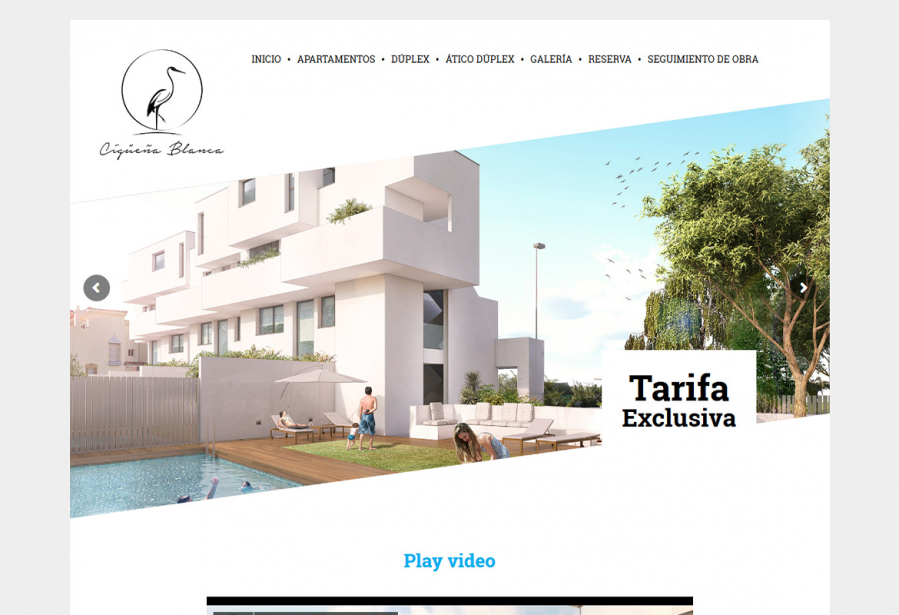 INICIO • APARTAMENTOS • DÚPLEX • ÁTICO DÚPLEX • GALERÍA • RESERVA • SEGUIMIENTO DE OBRA
Cigüeña Blanca
Tarifa
Exclusiva
Play video